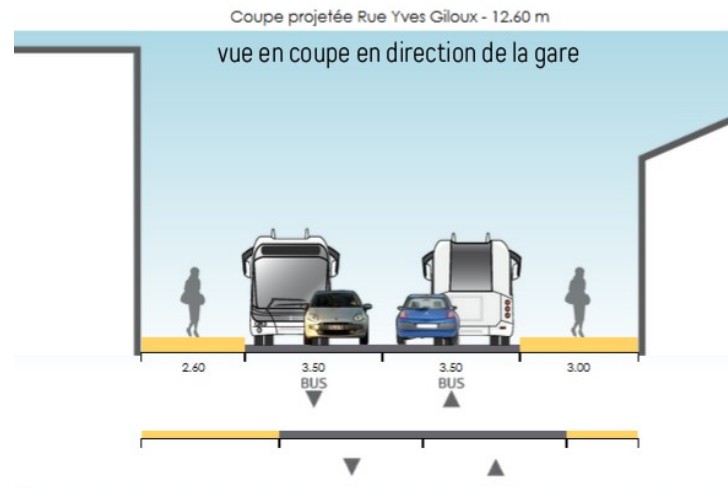 Coupe projetée Rue Yves Giloux - 12.60 m
vue en coupe en direction de la gare
2.60 3.50 3.50 3.00
BUS BUS